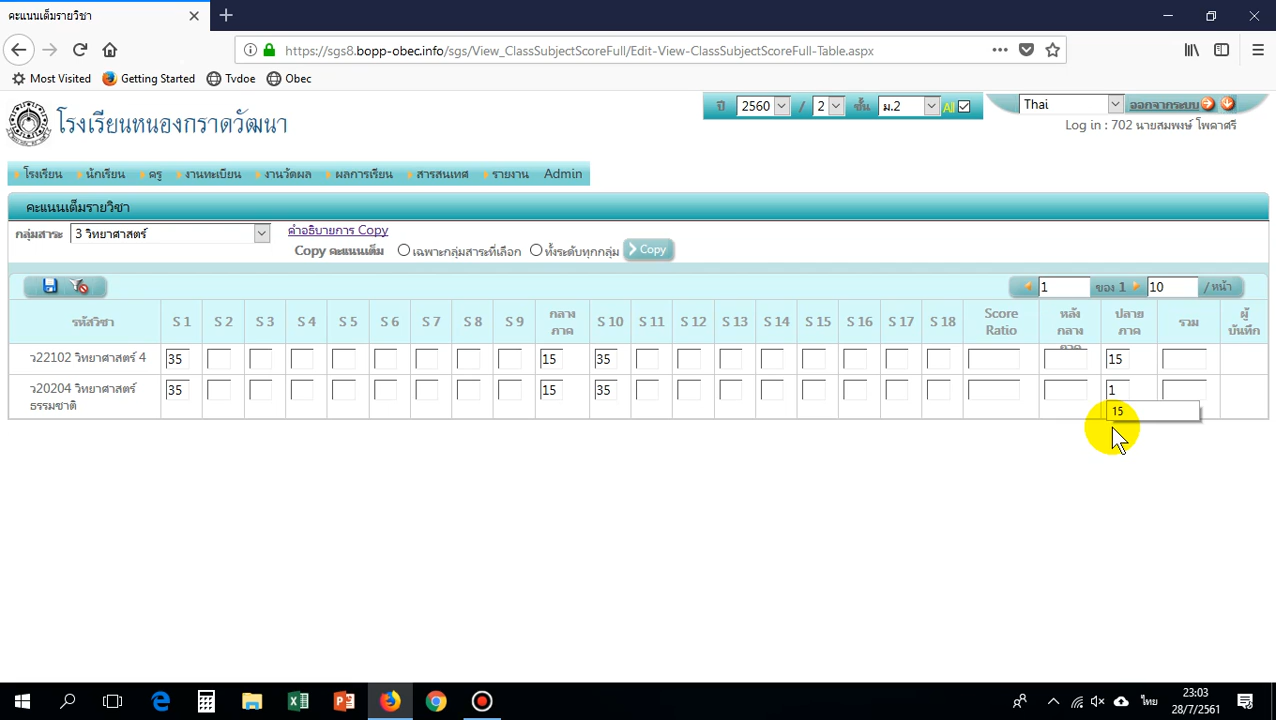 คะแนนเต็มรายวิชา
https://sgs8.bopp-obec.info/sgs/View_ClassSubjectScoreFull/Edit-View-ClassSubjectScoreFull-Table.aspx
Most Visited Getting Started Tvdoe Obec
โรงเรียนหนองกราดวัฒนา
ปี 2560 / 2 ชั้น ม.2 All
Thai ออกจากระบบ
Log in : 702 นายสมพงษ์ โพคาศรี
โรงเรียน นักเรียน ครู งานทะเบียน งานวัดผล ผลการเรียน สารสนเทศ รายงาน Admin
คะแนนเต็มรายวิชา
กลุ่มสาระ 3 วิทยาศาสตร์ คำอธิบายการ Copy
Copy คะแนนเต็ม เฉพาะกลุ่มสาระที่เลือก ทั้งระดับทุกกลุ่ม Copy
1 ของ 1 10 /หน้า
รหัสวิชา S 1 S 2 S 3 S 4 S 5 S 6 S 7 S 8 S 9 กลาง ภาค S 10 S 11 S 12 S 13 S 14 S 15 S 16 S 17 S 18 Score Ratio หลัง กลาง ภาค ปลาย ภาค รวม ผู้ บันทึก
ว22102 วิทยาศาสตร์ 4 35 15 35 15
ว20204 วิทยาศาสตร์ 35 15 35 1
ธรรมชาติ
15
ไทย
23:03
28/7/2561